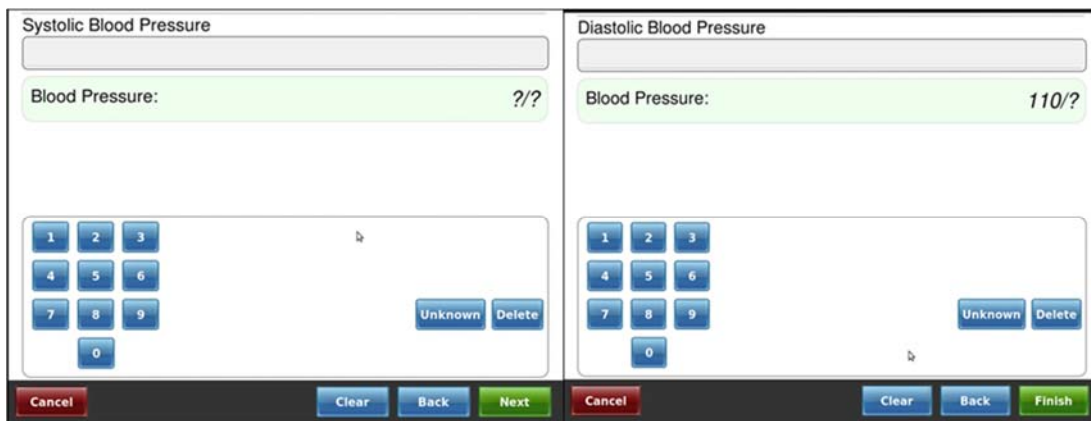 Systolic Blood Pressure
Blood Pressure: ?/?
1 2 3
4 5 6
7 8 9 Unknown Delete
0
Cancel Clear Back Next
Diastolic Blood Pressure
Blood Pressure: 110/?
1 2 3
4 5 6
7 8 9 Unknown Delete
0
Cancel Clear Back Finish